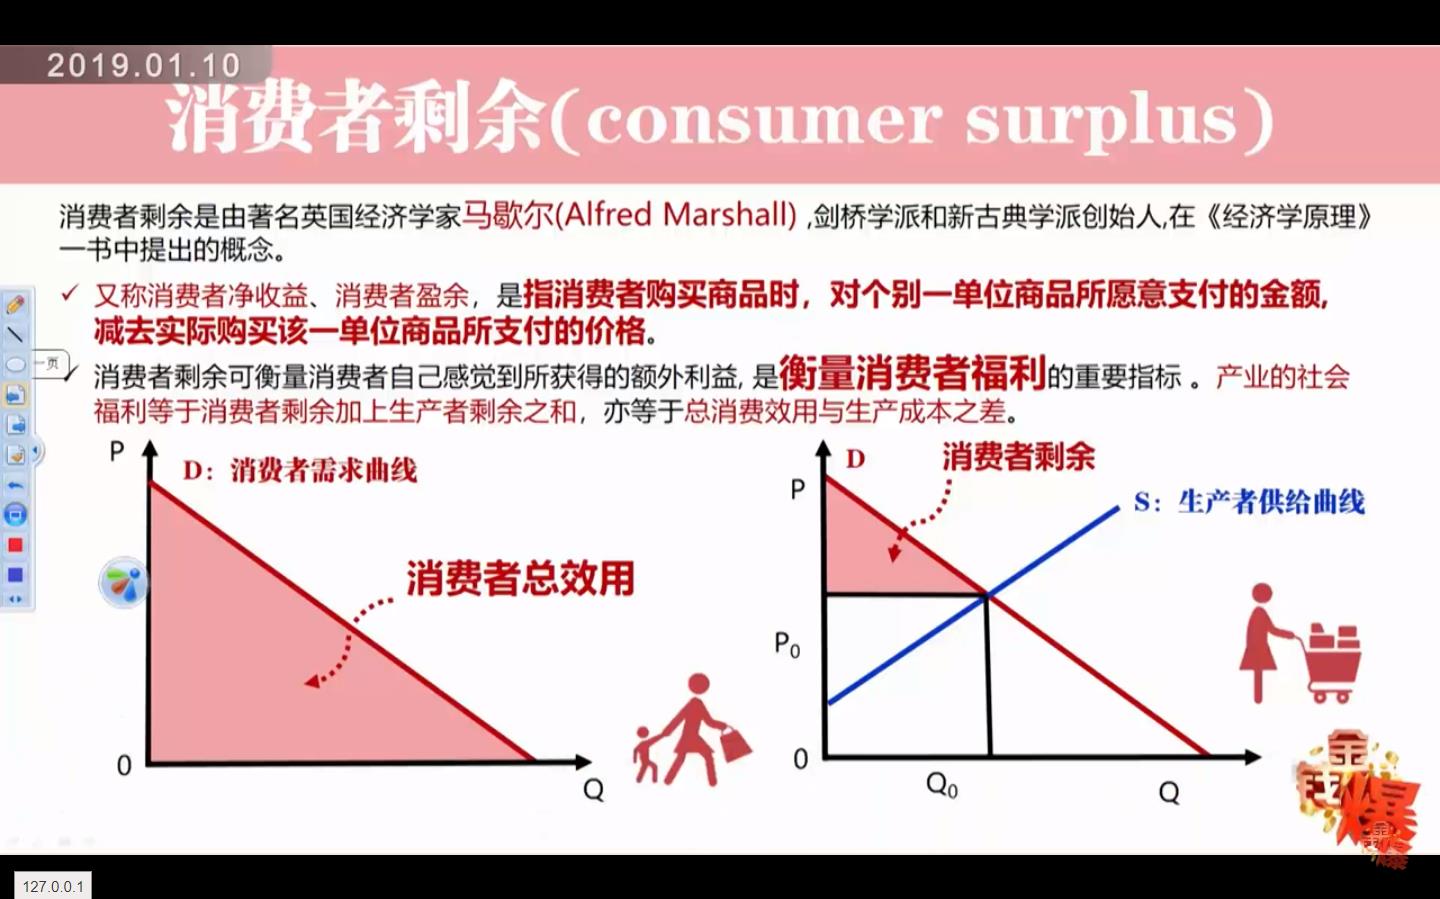 2019.01.10
消费者剩余(consumer surplus)
消费者剩余是由著名英国经济学家马歇尔(Alfred Marshall) ,剑桥学派和新古典学派创始人,在《经济学原理》
一书中提出的概念。
✓ 又称消费者净收益、消费者盈余，是指消费者购买商品时，对个别一单位商品所愿意支付的金额,
减去实际购买该一单位商品所支付的价格。
一页
✓ 消费者剩余可衡量消费者自己感觉到所获得的额外利益, 是衡量消费者福利的重要指标 。产业的社会
福利等于消费者剩余加上生产者剩余之和，亦等于总消费效用与生产成本之差。
P
D：消费者需求曲线
消费者总效用
0
Q
D
消费者剩余
P
S：生产者供给曲线
P₀
0
Q₀
Q
金钱爆
金钱爆
127.0.0.1